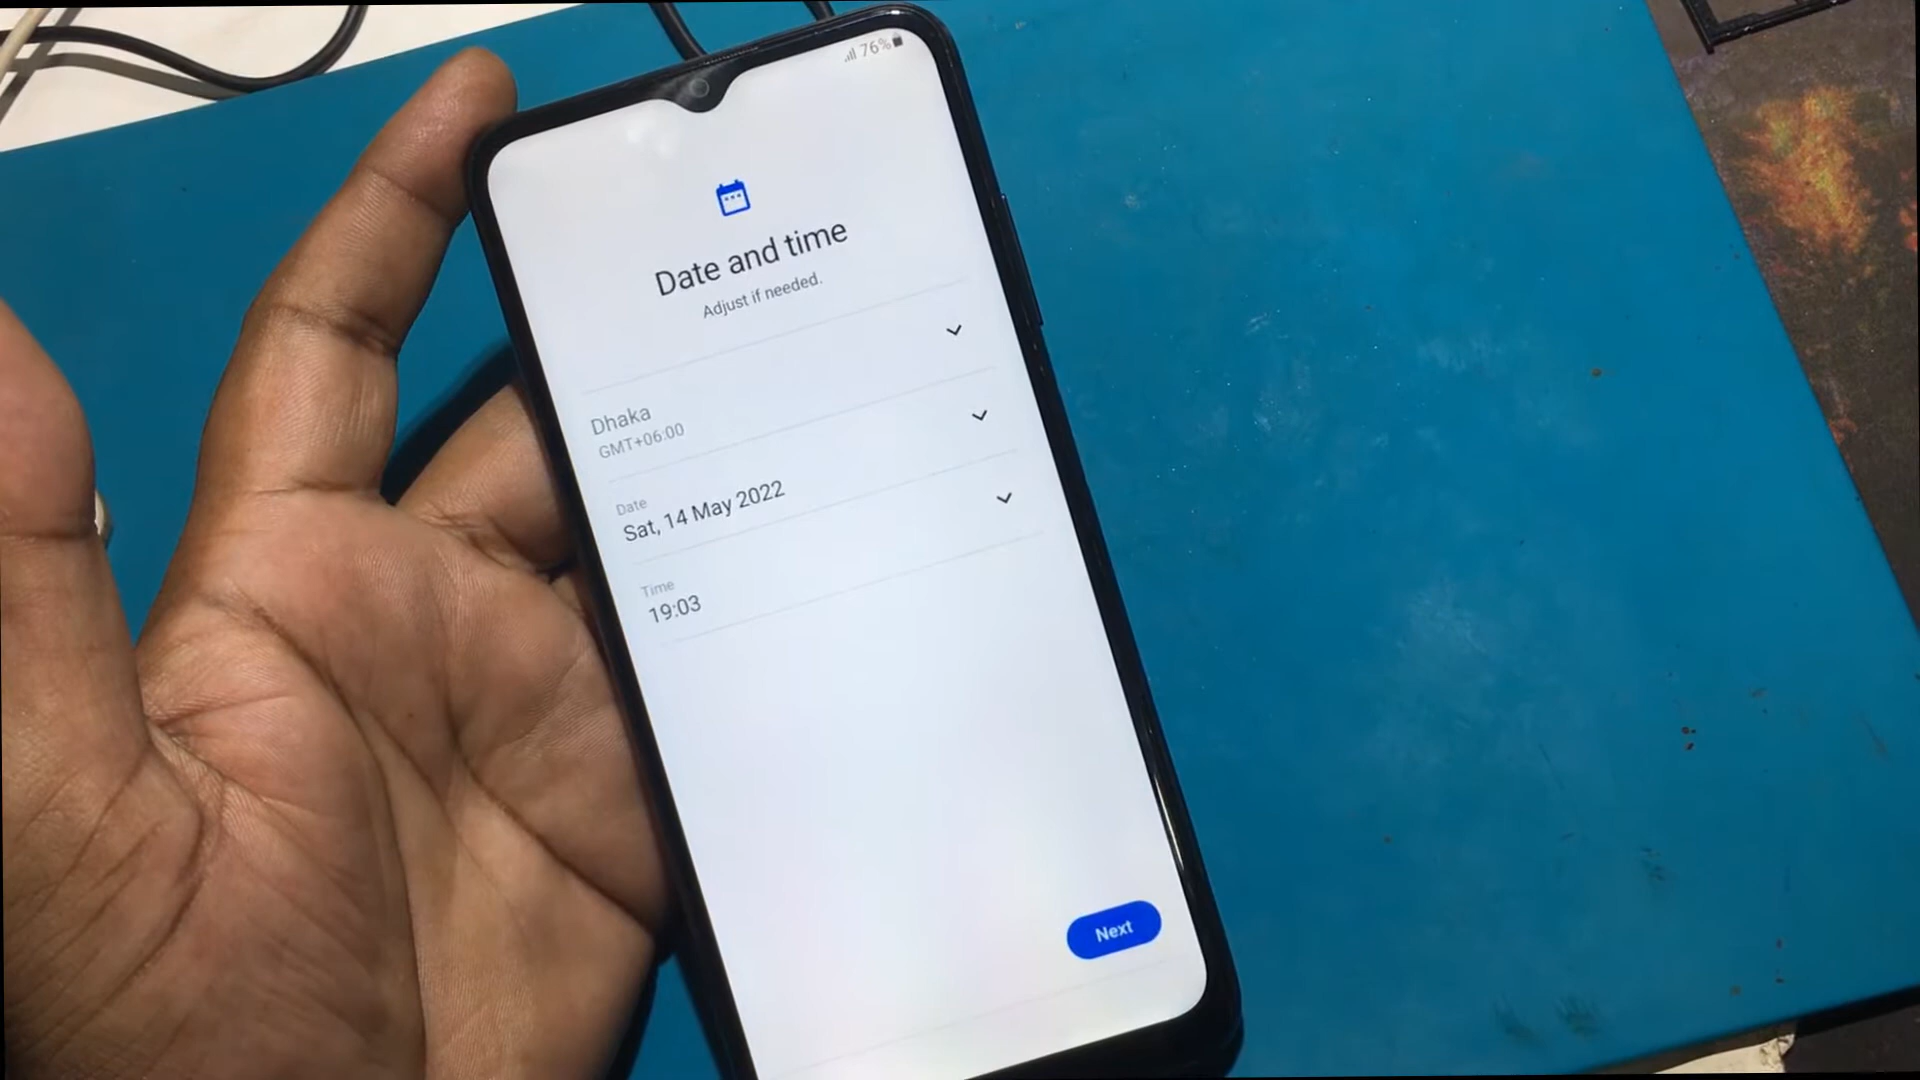 76%
Date and time
Adjust if needed.
Dhaka
GMT+06:00
Date
Sat, 14 May 2022
Time
19:03
Next